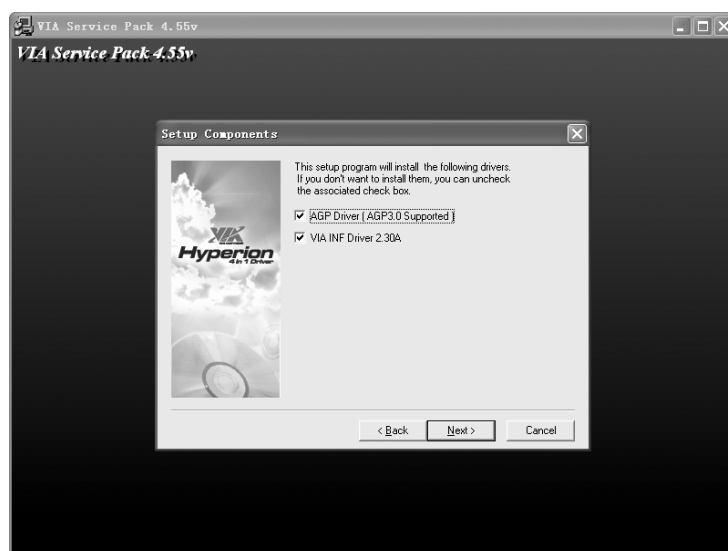 VIA Service Pack 4.55v
VIA Service Pack 4.55v
Setup Components
This setup program will install the following drivers.
If you don't want to install them, you can uncheck
the associated check box.
AGP Driver ( AGP3.0 Supported )
VIA INF Driver 2.30A
VIA
Hyperion
4 in 1 Driver
< Back
Next >
Cancel